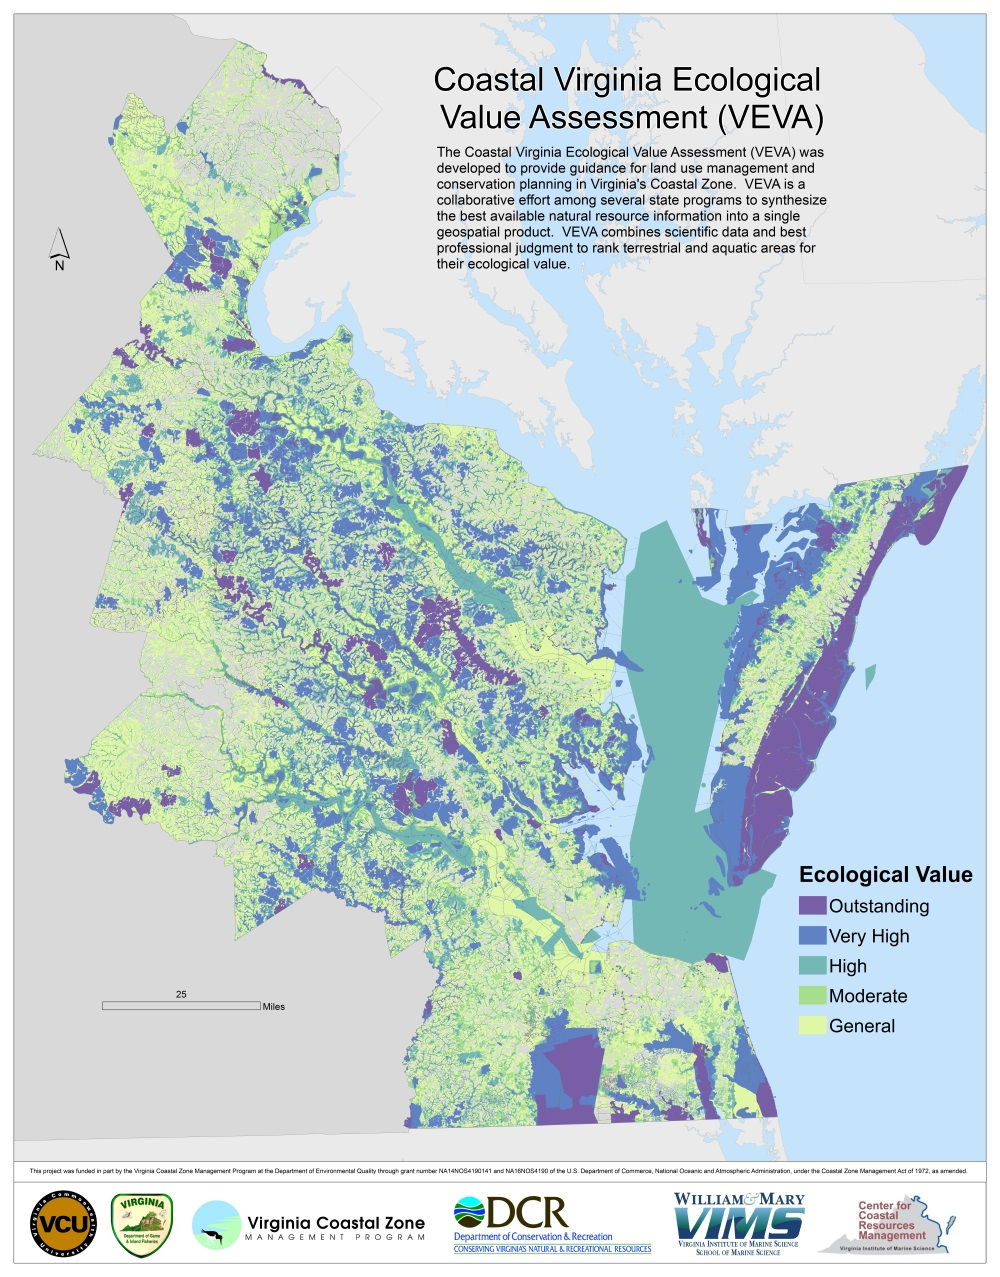 Coastal Virginia Ecological
Value Assessment (VEVA)
The Coastal Virginia Ecological Value Assessment (VEVA) was
developed to provide guidance for land use management and
conservation planning in Virginia's Coastal Zone.  VEVA is a
collaborative effort among several state programs to synthesize
the best available natural resource information into a single
geospatial product.  VEVA combines scientific data and best
professional judgment to rank terrestrial and aquatic areas for
their ecological value.
N
Ecological Value
Outstanding
Very High
High
Moderate
General
25
Miles
This project was funded in part by the Virginia Coastal Zone Management Program at the Department of Environmental Quality through grant number NA14NOS4190141 and NA16NOS4190 of the U.S. Department of Commerce, National Oceanic and Atmospheric Administration, under the Coastal Zone Management Act of 1972, as amended.
Virginia Commonwealth University
VCU
VIRGINIA
Department of Game
& Inland Fisheries
Virginia Coastal Zone
MANAGEMENT PROGRAM
DCR
Department of Conservation & Recreation
CONSERVING VIRGINIA'S NATURAL & RECREATIONAL RESOURCES
WILLIAM & MARY
VIMS
VIRGINIA INSTITUTE OF MARINE SCIENCE
SCHOOL OF MARINE SCIENCE
Center for
Coastal
Resources
Management
Virginia Institute of Marine Science